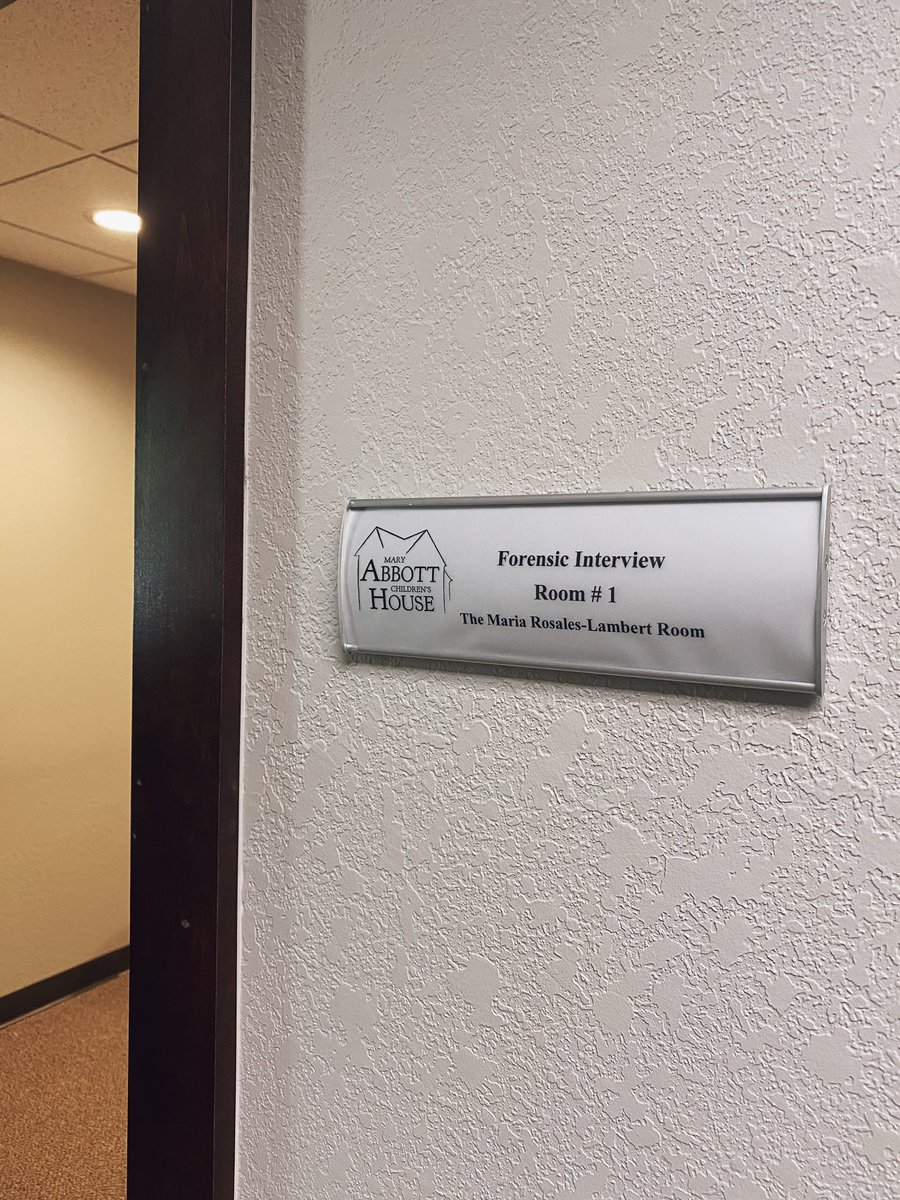 MARY
ABBOTT
CHILDREN'S
HOUSE
Forensic Interview
Room # 1
The Maria Rosales-Lambert Room